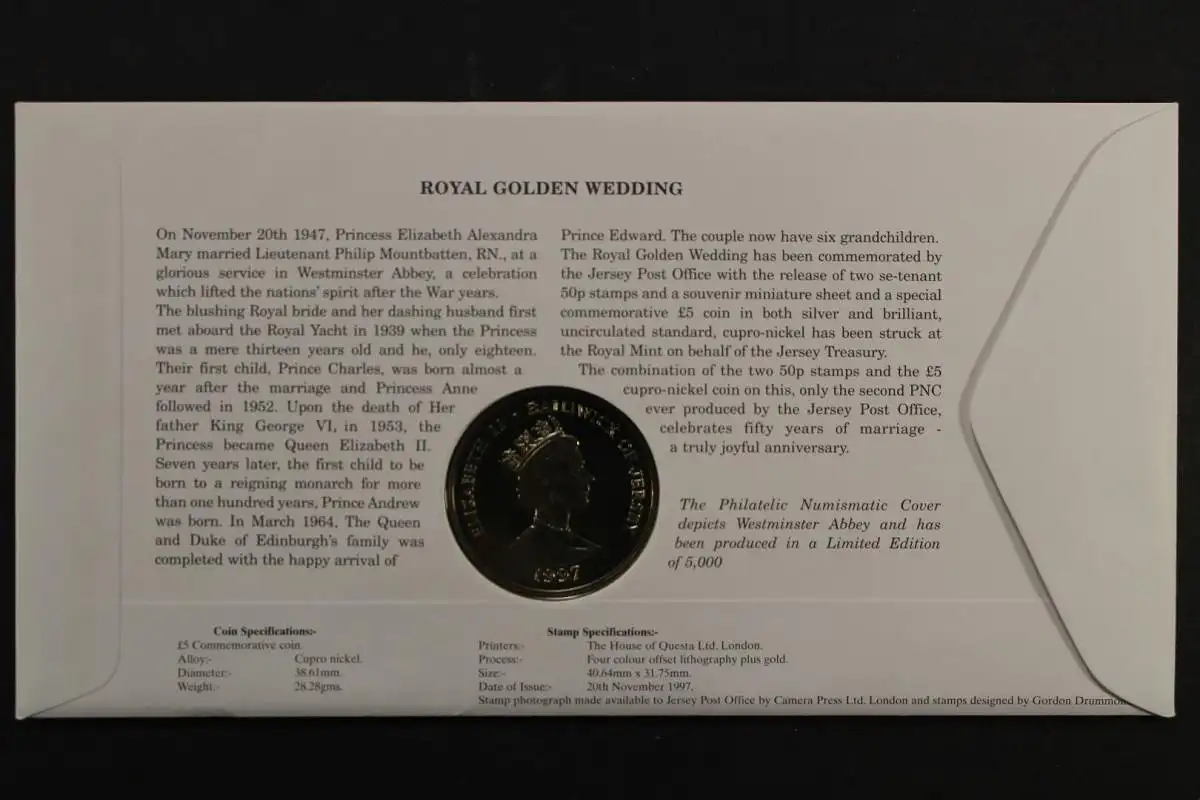 ROYAL GOLDEN WEDDING
On November 20th 1947, Princess Elizabeth Alexandra
Mary married Lieutenant Philip Mountbatten, RN., at a
glorious service in Westminster Abbey, a celebration
which lifted the nations' spirit after the War years.
The blushing Royal bride and her dashing husband first
met aboard the Royal Yacht in 1939 when the Princess
was a mere thirteen years old and he, only eighteen.
Their first child, Prince Charles, was born almost a
year after the marriage and Princess Anne
followed in 1952. Upon the death of Her
father King George VI, in 1953, the
Princess became Queen Elizabeth II.
Seven years later, the first child to be
born to a reigning monarch for more
than one hundred years, Prince Andrew
was born. In March 1964, The Queen
and Duke of Edinburgh's family was
completed with the happy arrival of
Prince Edward. The couple now have six grandchildren.
The Royal Golden Wedding has been commemorated by
the Jersey Post Office with the release of two se-tenant
50p stamps and a souvenir miniature sheet and a special
commemorative £5 coin in both silver and brilliant,
uncirculated standard, cupro-nickel has been struck at
the Royal Mint on behalf of the Jersey Treasury.
The combination of the two 50p stamps and the £5
cupro-nickel coin on this, only the second PNC
ever produced by the Jersey Post Office,
celebrates fifty years of marriage -
a truly joyful anniversary.
The Philatelic Numismatic Cover
depicts Westminster Abbey and has
been produced in a Limited Edition
of 5,000
ELIZABETH II BAILIWICK OF JERSEY
1997
Coin Specifications:-
£5 Commemorative coin.
Alloy:- Cupro nickel.
Diameter:- 38.61mm.
Weight:- 28.28gms.
Stamp Specifications:-
Printers:- The House of Questa Ltd, London.
Process:- Four colour offset lithography plus gold.
Size:- 40.64mm x 31.75mm.
Date of Issue:- 20th November 1997.
Stamp photograph made available to Jersey Post Office by Camera Press Ltd. London and stamps designed by Gordon